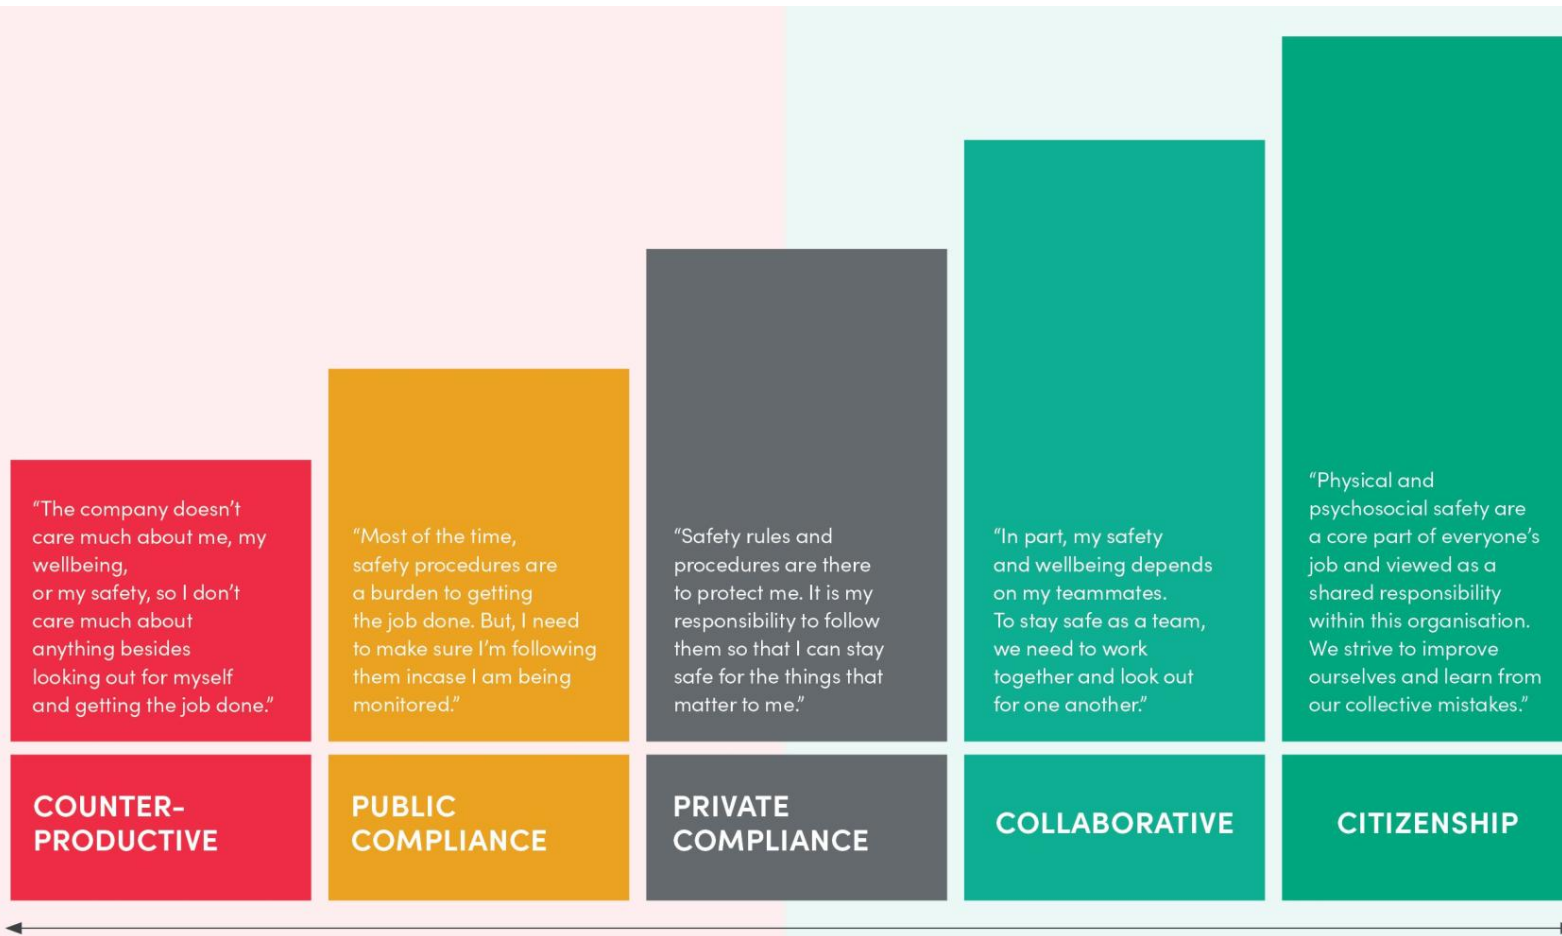 “The company doesn’t
care much about me, my
wellbeing,
or my safety, so I don’t
care much about
anything besides
looking out for myself
and getting the job done.”
COUNTER-
PRODUCTIVE
“Most of the time,
safety procedures are
a burden to getting
the job done. But, I need
to make sure I’m following
them incase I am being
monitored.”
PUBLIC
COMPLIANCE
“Safety rules and
procedures are there
to protect me. It is my
responsibility to follow
them so that I can stay
safe for the things that
matter to me.”
PRIVATE
COMPLIANCE
“In part, my safety
and wellbeing depends
on my teammates.
To stay safe as a team,
we need to work
together and look out
for one another.”
COLLABORATIVE
“Physical and
psychosocial safety are
a core part of everyone’s
job and viewed as a
shared responsibility
within this organisation.
We strive to improve
ourselves and learn from
our collective mistakes.”
CITIZENSHIP